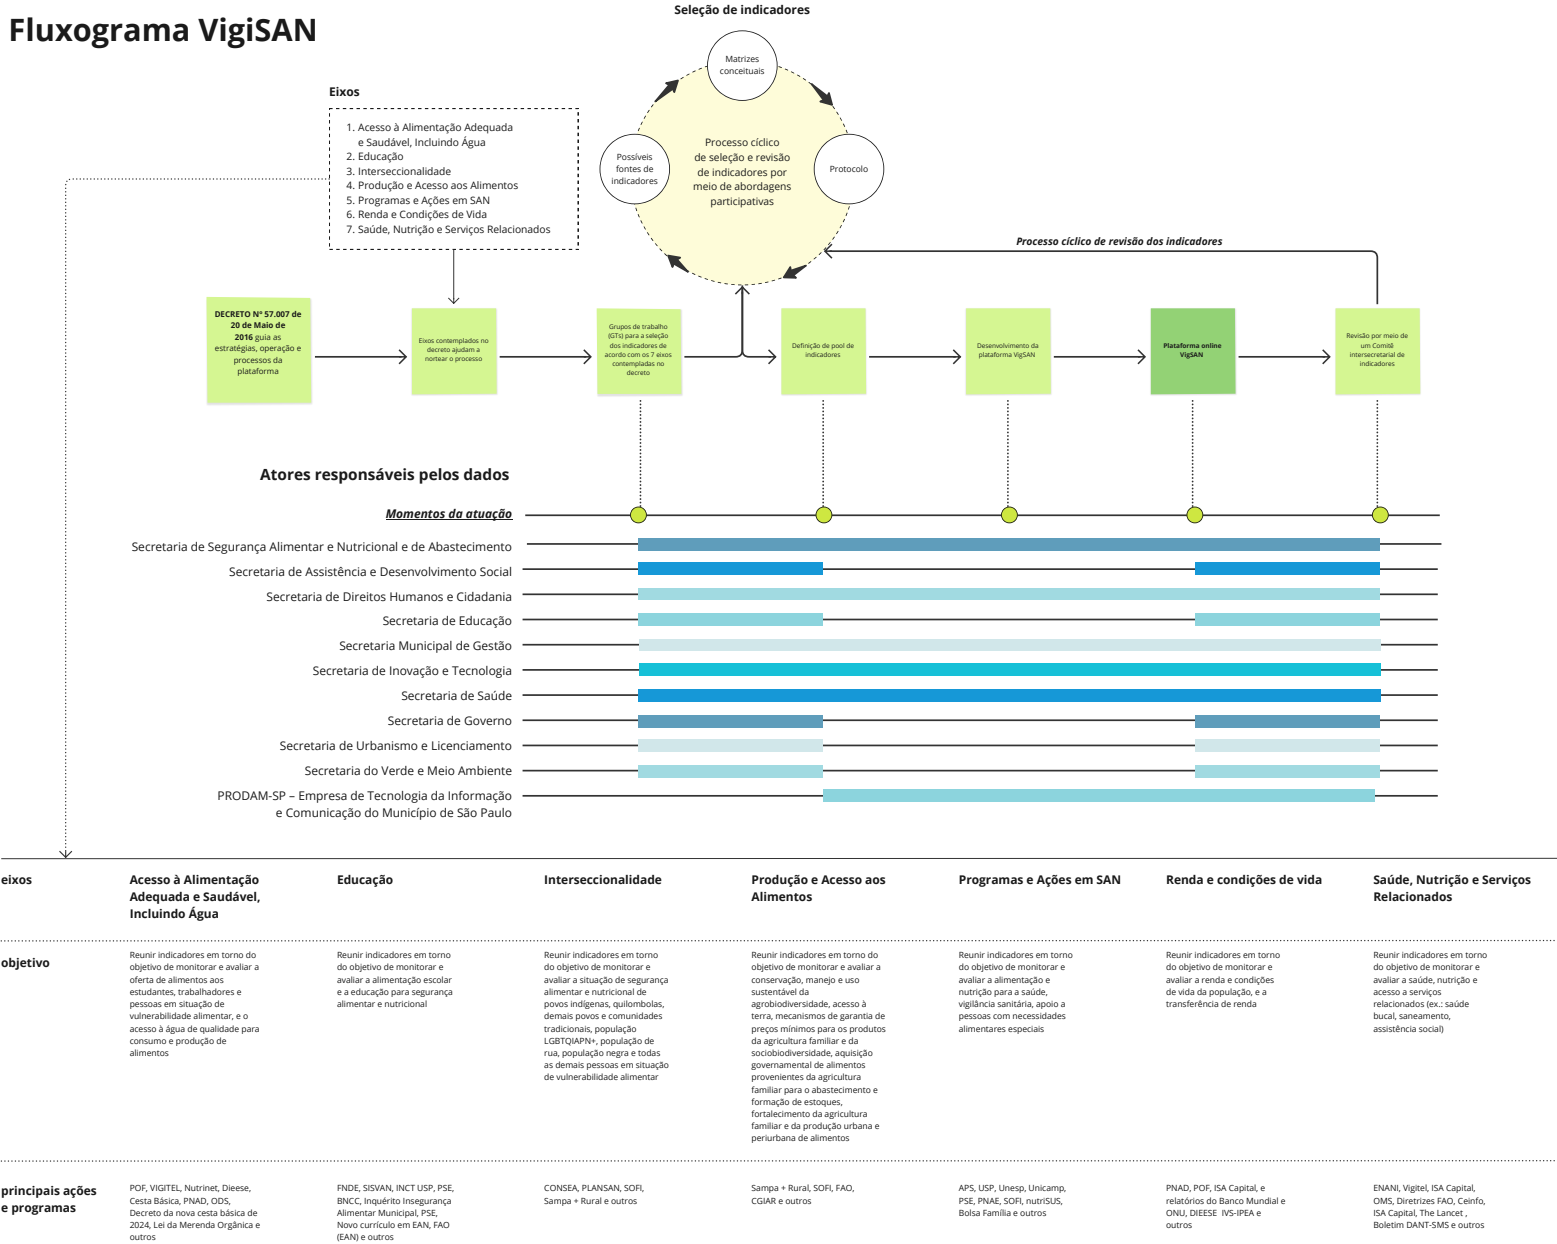 Fluxograma VigiSAN
Seleção de indicadores
Matrizes
conceituais
Possíveis
fontes de
indicadores
Processo cíclico
de seleção e revisão
de indicadores por
meio de abordagens
participativas
Protocolo
Eixos
1. Acesso à Alimentação Adequada
e Saudável, Incluindo Água
2. Educação
3. Interseccionalidade
4. Produção e Acesso aos Alimentos
5. Programas e Ações em SAN
6. Renda e Condições de Vida
7. Saúde, Nutrição e Serviços Relacionados
Processo cíclico de revisão dos indicadores
DECRETO Nº 57.007 de
20 de Maio de
2016 guia as
estratégias, operação e
processos da
plataforma
Eixos contemplados no
decreto ajudam a
nortear o processo
Grupos de trabalho
(GTs) para a seleção
dos indicadores de
acordo com os 7 eixos
contempladas no
decreto
Definição de pool de
indicadores
Desenvolvimento da
plataforma VigSAN
Plataforma online
VigSAN
Revisão por meio de
um Comitê
intersecretarial de
indicadores
Atores responsáveis pelos dados
Momentos da atuação
Secretaria de Segurança Alimentar e Nutricional e de Abastecimento
Secretaria de Assistência e Desenvolvimento Social
Secretaria de Direitos Humanos e Cidadania
Secretaria de Educação
Secretaria Municipal de Gestão
Secretaria de Inovação e Tecnologia
Secretaria de Saúde
Secretaria de Governo
Secretaria de Urbanismo e Licenciamento
Secretaria do Verde e Meio Ambiente
PRODAM-SP – Empresa de Tecnologia da Informação
e Comunicação do Município de São Paulo
eixos
Acesso à Alimentação
Adequada e Saudável,
Incluindo Água
Educação
Interseccionalidade
Produção e Acesso aos
Alimentos
Programas e Ações em SAN
Renda e condições de vida
Saúde, Nutrição e Serviços
Relacionados
objetivo
Reunir indicadores em torno do
objetivo de monitorar e avaliar a
oferta de alimentos aos
estudantes, trabalhadores e
pessoas em situação de
vulnerabilidade alimentar, e o
acesso à água de qualidade para
consumo e produção de
alimentos
Reunir indicadores em torno
do objetivo de monitorar e
avaliar a alimentação escolar
e a educação para segurança
alimentar e nutricional
Reunir indicadores em torno
do objetivo de monitorar e
avaliar a situação de segurança
alimentar e nutricional de
povos indígenas, quilombolas,
demais povos e comunidades
tradicionais, população
LGBTQIAPN+, população de
rua, população negra e todas
as demais pessoas em situação
de vulnerabilidade alimentar
Reunir indicadores em torno do
objetivo de monitorar e avaliar a
conservação, manejo e uso
sustentável da
agrobiodiversidade, acesso à
terra, mecanismos de garantia de
preços mínimos para os produtos
da agricultura familiar e da
sociobiodiversidade, aquisição
governamental de alimentos
provenientes da agricultura
familiar para o abastecimento e
formação de estoques,
fortalecimento da agricultura
familiar e da produção urbana e
periurbana de alimentos
Reunir indicadores em torno
do objetivo de monitorar e
avaliar a alimentação e
nutrição para a saúde,
vigilância sanitária, apoio a
pessoas com necessidades
alimentares especiais
Reunir indicadores em torno
do objetivo de monitorar e
avaliar a renda e condições
de vida da população, e a
transferência de renda
Reunir indicadores em torno
do objetivo de monitorar e
avaliar a saúde, nutrição e
acesso a serviços
relacionados (ex.: saúde
bucal, saneamento,
assistência social)
principais ações
e programas
POF, VIGITEL, Nutrinet, Dieese,
Cesta Básica, PNAD, ODS,
Decreto da nova cesta básica de
2024, Lei da Merenda Orgânica e
outros
FNDE, SISVAN, INCT USP, PSE,
BNCC, Inquérito Insegurança
Alimentar Municipal, PSE,
Novo currículo em EAN, FAO
(EAN) e outros
CONSEA, PLANSAN, SOFI,
Sampa + Rural e outros
Sampa + Rural, SOFI, FAO,
CGIAR e outros
APS, USP, Unesp, Unicamp,
PSE, PNAE, SOFI, nutriSUS,
Bolsa Família e outros
PNAD, POF, ISA Capital, e
relatórios do Banco Mundial e
ONU, DIEESE IVS-IPEA e
outros
ENANI, Vigitel, ISA Capital,
OMS, Diretrizes FAO, Ceinfo,
ISA Capital, The Lancet ,
Boletim DANT-SMS e outros